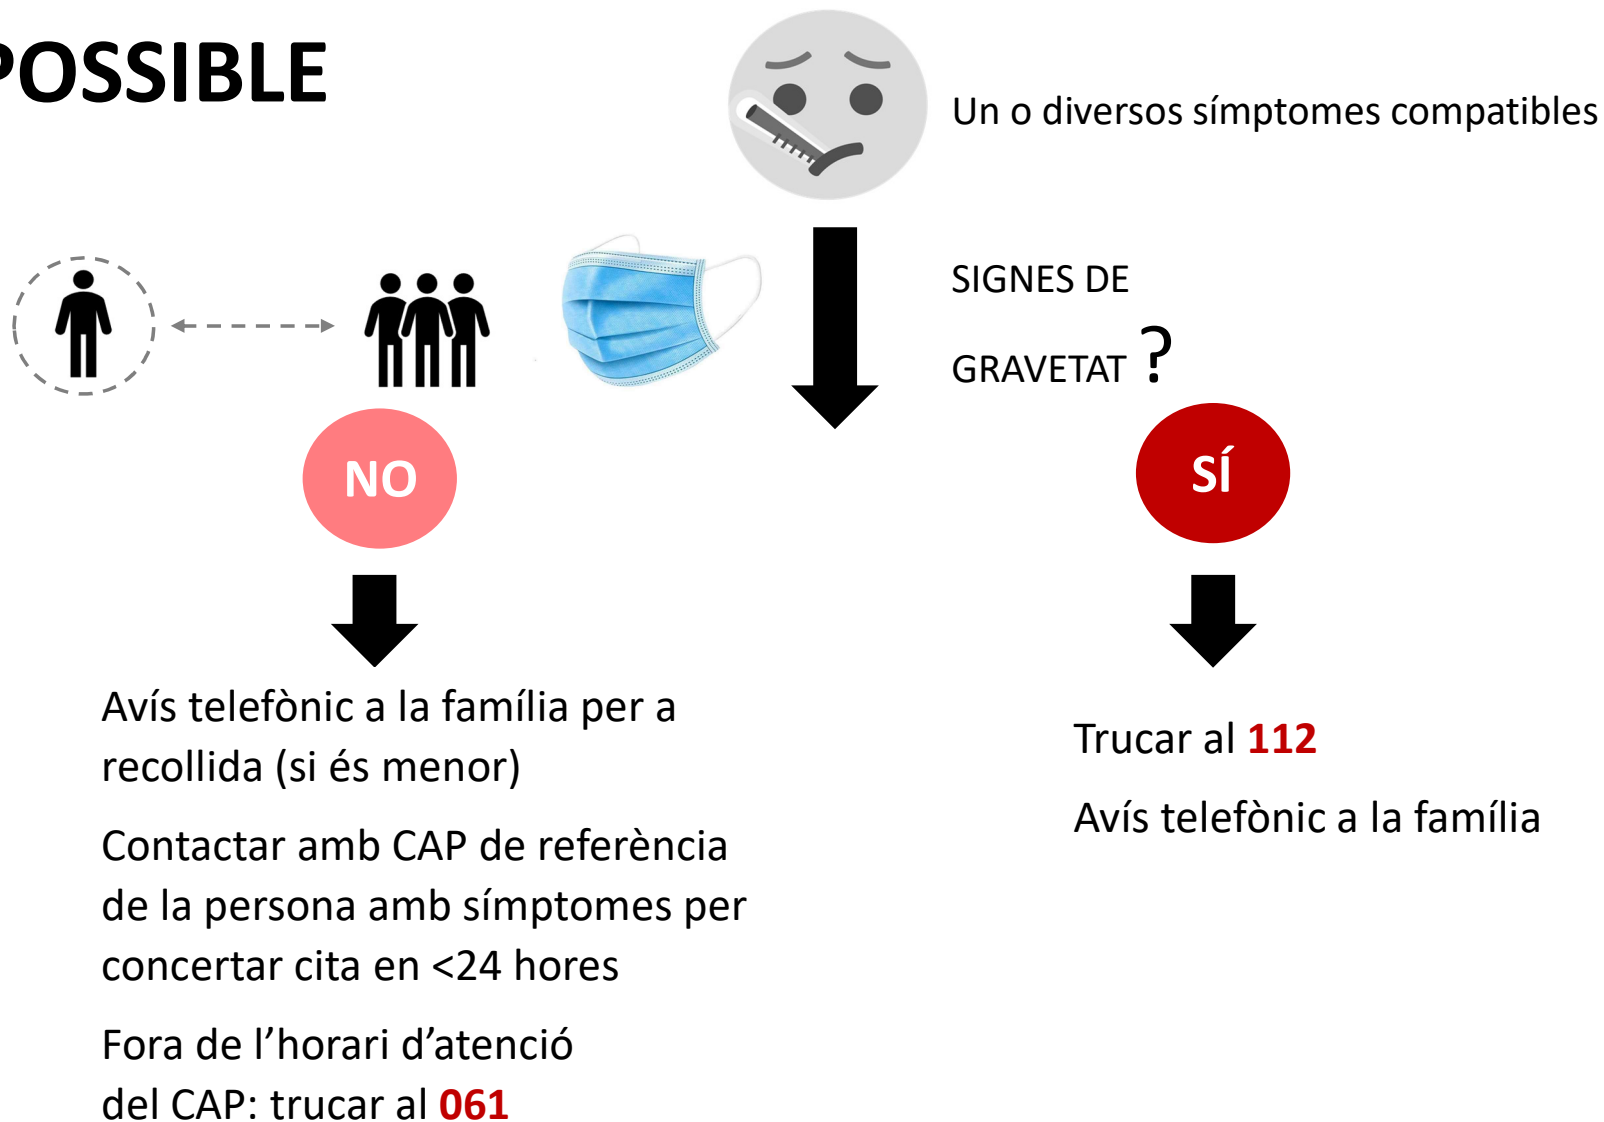 POSSIBLE
Un o diversos símptomes compatibles
SIGNES DE
GRAVETAT ?
NO
SÍ
Avís telefònic a la família per a
recollida (si és menor)
Contactar amb CAP de referència
de la persona amb símptomes per
concertar cita en <24 hores
Fora de l’horari d’atenció
del CAP: trucar al 061
Trucar al 112
Avís telefònic a la família